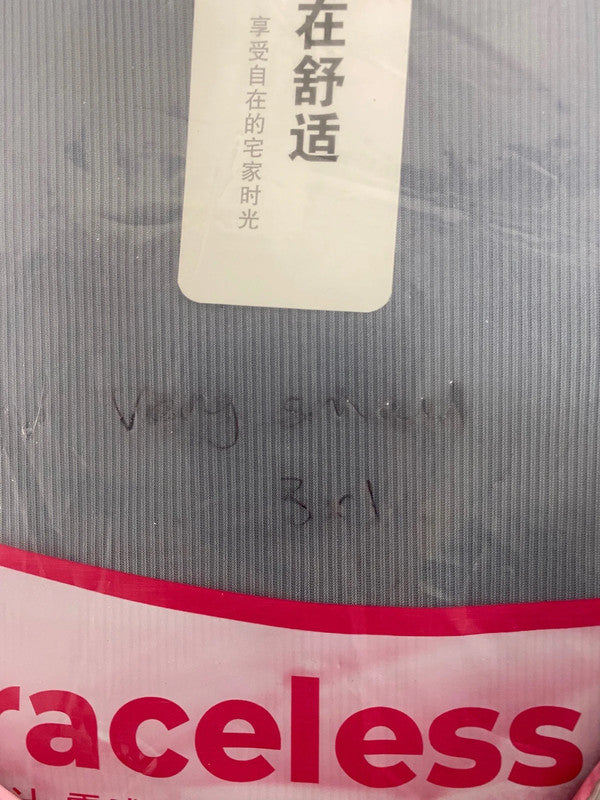 在舒适
享受自在的宅家时光
Very small
3xl
raceless